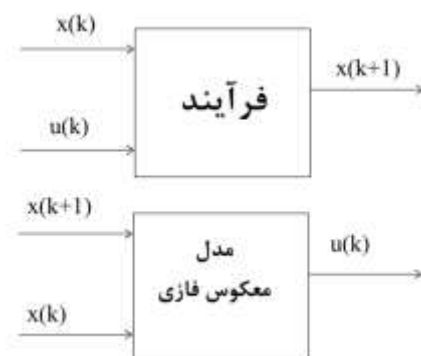 x(k)
فرآیند
x(k+1)
u(k)
x(k+1)
مدل
معکوس فازی
u(k)
x(k)